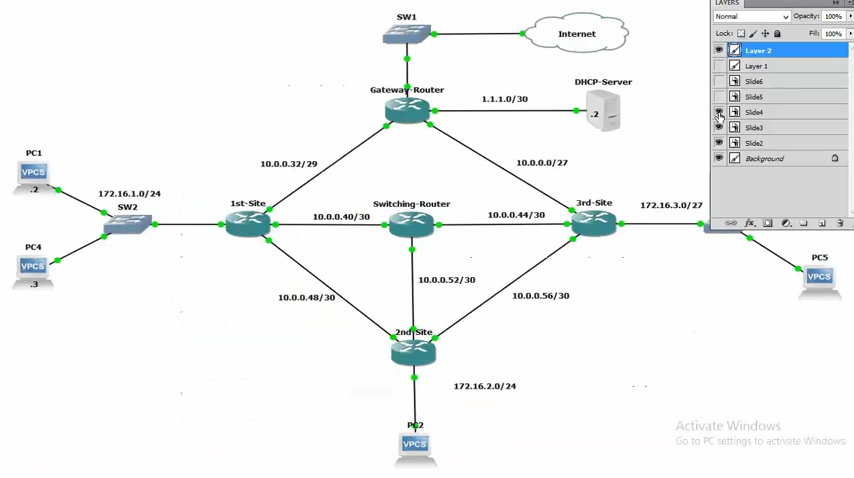 LAYERS
Normal
Opacity: 100%
Lock:
Fill: 100%
Layer 2
Layer 1
Slide6
Slide5
Slide4
Slide3
Slide2
Background
SW1
Internet
Gateway-Router
DHCP-Server
1.1.1.0/30
.2
PC1
VPCS
.2
10.0.0.32/29
10.0.0.0/27
172.16.1.0/24
SW2
1st-Site
Switching-Router
3rd-Site
172.16.3.0/27
10.0.0.40/30
10.0.0.44/30
PC4
VPCS
.3
PC5
VPCS
10.0.0.52/30
10.0.0.48/30
10.0.0.56/30
2nd-Site
172.16.2.0/24
PC2
VPCS
Activate Windows
Go to PC settings to activate Windows.